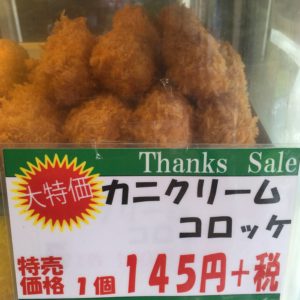 Thanks Sale
大特価
カニクリーム
コロッケ
特売
価格
1個 145円+税